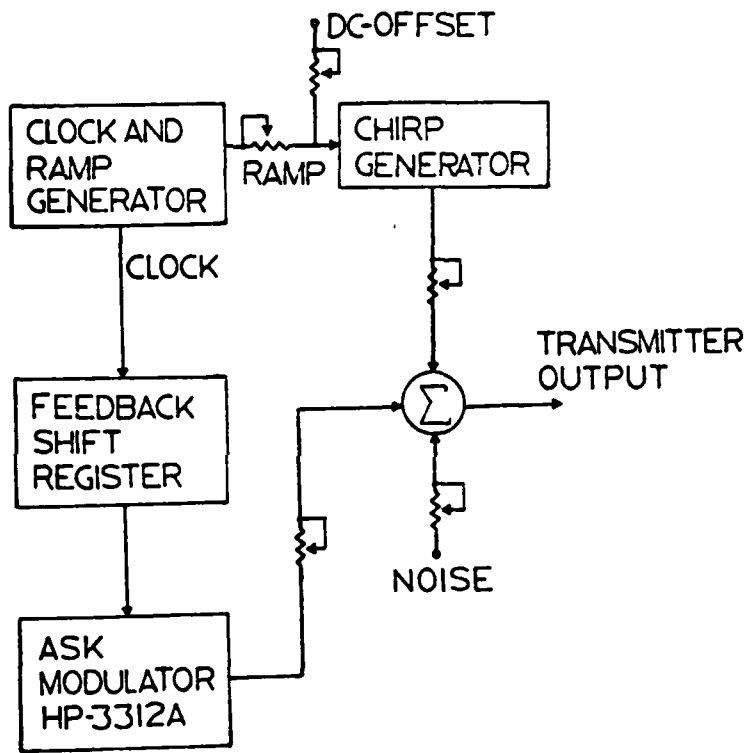 DC-OFFSET
CLOCK AND
RAMP
GENERATOR
RAMP
CHIRP
GENERATOR
CLOCK
TRANSMITTER
OUTPUT
Σ
FEEDBACK
SHIFT
REGISTER
NOISE
ASK
MODULATOR
HP-3312A